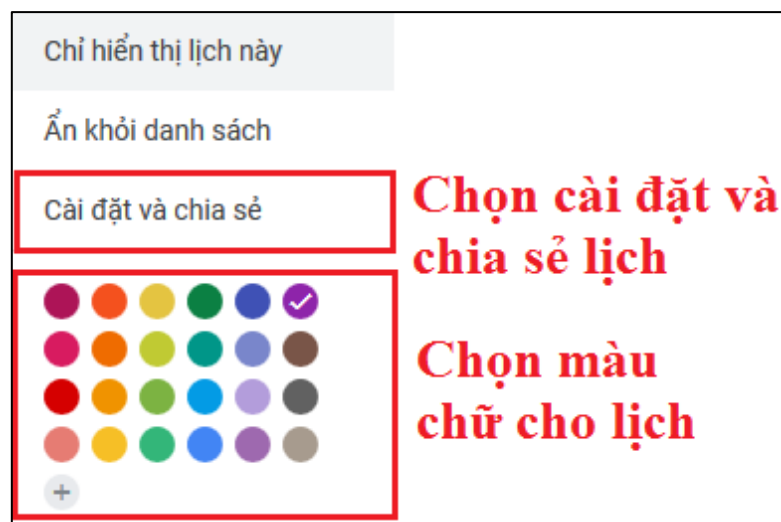 Chỉ hiển thị lịch này
Ẩn khỏi danh sách
Cài đặt và chia sẻ
Chọn cài đặt và
chia sẻ lịch
Chọn màu
chữ cho lịch